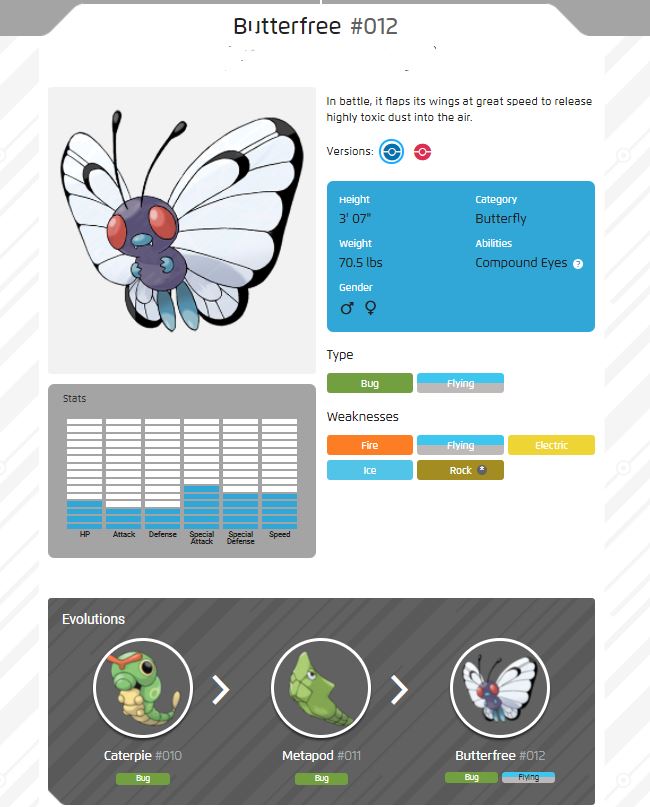 Butterfree #012
In battle, it flaps its wings at great speed to release
highly toxic dust into the air.
Versions:
Height
3' 07"
Category
Butterfly
Weight
70.5 lbs
Abilities
Compound Eyes ?
Gender
Type
Bug
Flying
Weaknesses
Fire
Flying
Electric
Ice
Rock *
Stats
HP
Attack
Defense
Special
Attack
Special
Defense
Speed
Evolutions
Caterpie #010
Bug
Metapod #011
Bug
Butterfree #012
Bug
Flying